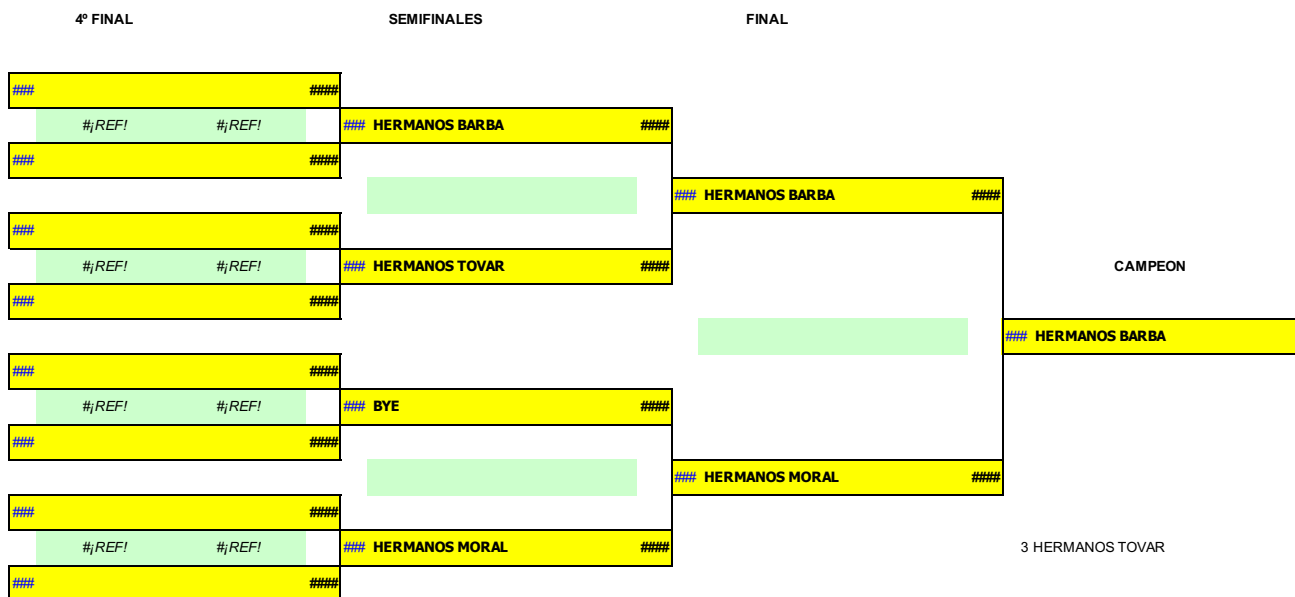 4º FINAL SEMIFINALES FINAL
### ####
#¡REF! #¡REF! ### HERMANOS BARBA ####
### ####
### HERMANOS BARBA ####
### ####
#¡REF! #¡REF! ### HERMANOS TOVAR #### CAMPEON
### ####
### HERMANOS BARBA
### ####
#¡REF! #¡REF! ### BYE ####
### ####
### HERMANOS MORAL ####
### ####
#¡REF! #¡REF! ### HERMANOS MORAL #### 3 HERMANOS TOVAR
### ####